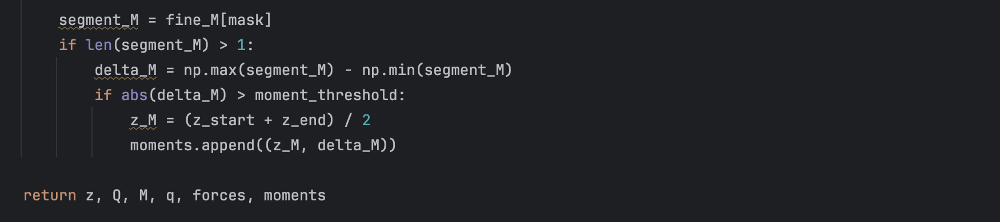 segment_M = fine_M[mask]
if len(segment_M) > 1:
delta_M = np.max(segment_M) - np.min(segment_M)
if abs(delta_M) > moment_threshold:
z_M = (z_start + z_end) / 2
moments.append((z_M, delta_M))
return z, Q, M, q, forces, moments